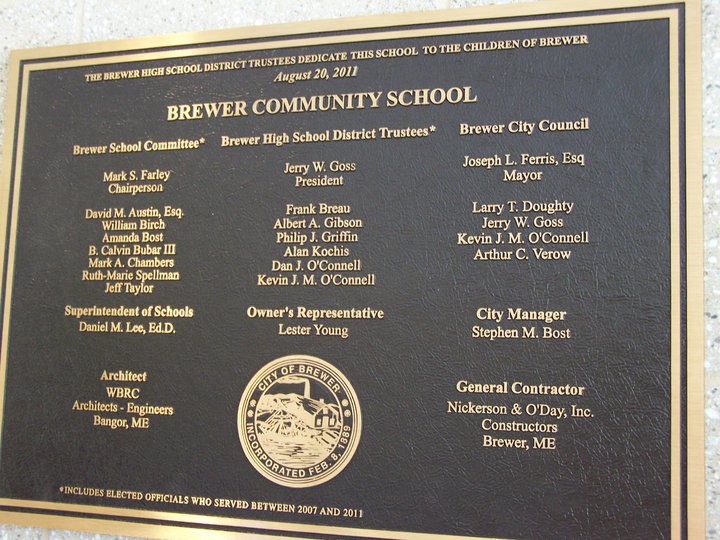 THE BREWER HIGH SCHOOL DISTRICT TRUSTEES DEDICATE THIS SCHOOL TO THE CHILDREN OF BREWER
August 20, 2011
BREWER COMMUNITY SCHOOL
Brewer School Committee*
Mark S. Farley
Chairperson
David M. Austin, Esq.
William Birch
Amanda Bost
B. Calvin Bubar III
Mark A. Chambers
Ruth-Marie Spellman
Jeff Taylor
Brewer High School District Trustees*
Jerry W. Goss
President
Frank Breau
Albert A. Gibson
Philip J. Griffin
Alan Kochis
Dan J. O'Connell
Kevin J. M. O'Connell
Brewer City Council
Joseph L. Ferris, Esq
Mayor
Larry T. Doughty
Jerry W. Goss
Kevin J. M. O'Connell
Arthur C. Verow
Superintendent of Schools
Daniel M. Lee, Ed.D.
Owner's Representative
Lester Young
City Manager
Stephen M. Bost
Architect
WBRC
Architects - Engineers
Bangor, ME
CITY OF BREWER
INCORPORATED FEB. 8, 1889
General Contractor
Nickerson & O'Day, Inc.
Constructors
Brewer, ME
*INCLUDES ELECTED OFFICIALS WHO SERVED BETWEEN 2007 AND 2011